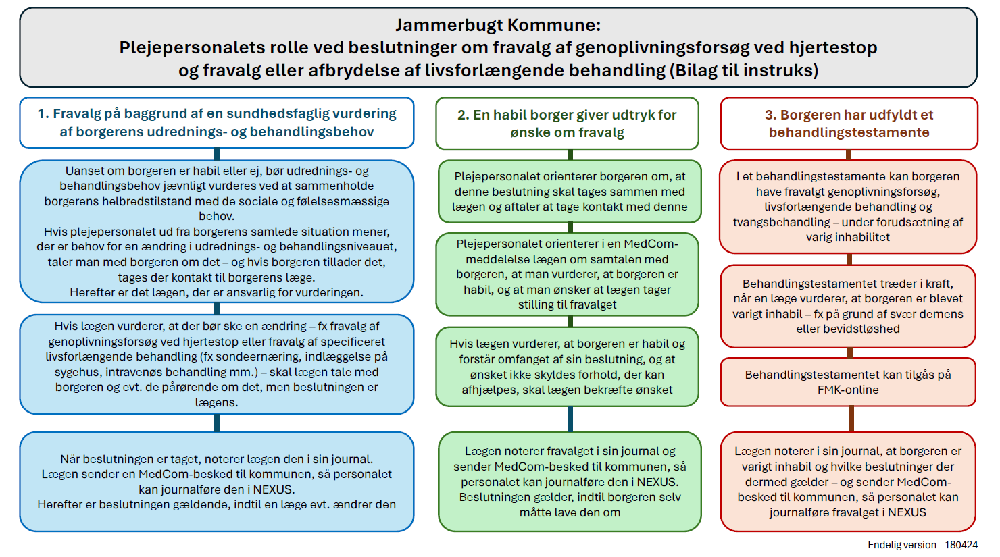 Jammerbugt Kommune:
Plejepersonalets rolle ved beslutninger om fravalg af genoplivningsforsøg ved hjertestop
og fravalg eller afbrydelse af livsforlængende behandling (Bilag til instruks)
1. Fravalg på baggrund af en sundhedsfaglig vurdering
af borgerens udrednings- og behandlingsbehov
Uanset om borgeren er habil eller ej, bør udrednings- og
behandlingsbehov jævnligt vurderes ved at sammenholde
borgerens helbredstilstand med de sociale og følelsesmæssige
behov.
Hvis plejepersonalet ud fra borgerens samlede situation mener,
der er behov for en ændring i udrednings- og behandlingsniveauet,
taler man med borgeren om det – og hvis borgeren tillader det,
tages der kontakt til borgerens læge.
Herefter er det lægen, der er ansvarlig for vurderingen.
Hvis lægen vurderer, at der bør ske en ændring – fx fravalg af
genoplivningsforsøg ved hjertestop eller fravalg af specificeret
livsforlængende behandling (fx sondeernæring, indlæggelse på
sygehus, intravenøs behandling mm.) – skal lægen tale med
borgeren og evt. de pårørende om det, men beslutningen er
lægens.
Når beslutningen er taget, noterer lægen den i sin journal.
Lægen sender en MedCom-besked til kommunen, så personalet
kan journalføre den i NEXUS.
Herefter er beslutningen gældende, indtil en læge evt. ændrer den
2. En habil borger giver udtryk for
ønske om fravalg
Plejepersonalet orienterer borgeren om, at
denne beslutning skal tages sammen med
lægen og aftaler at tage kontakt med denne
Plejepersonalet orienterer i en MedCom-
meddelelse lægen om samtalen med
borgeren, at man vurderer, at borgeren er
habil, og at man ønsker at lægen tager
stilling til fravalget
Hvis lægen vurderer, at borgeren er habil og
forstår omfanget af sin beslutning, og at
ønsket ikke skyldes forhold, der kan
afhjælpes, skal lægen bekræfte ønsket
Lægen noterer fravalget i sin journal og
sender MedCom-besked til kommunen, så
personalet kan journalføre den i NEXUS.
Beslutningen gælder, indtil borgeren selv
måtte lave den om
3. Borgeren har udfyldt et
behandlingstestamente
I et behandlingstestamente kan borgeren
have fravalgt genoplivningsforsøg,
livsforlængende behandling og
tvangsbehandling – under forudsætning af
varig inhabilitet
Behandlingstestamentet træder i kraft,
når en læge vurderer, at borgeren er blevet
varigt inhabil – fx på grund af svær demens
eller bevidstløshed
Behandlingstestamentet kan tilgås på
FMK-online
Lægen noterer i sin journal, at borgeren er
varigt inhabil og hvilke beslutninger der
dermed gælder – og sender MedCom-
besked til kommunen, så personalet kan
journalføre fravalget i NEXUS
Endelig version - 180424